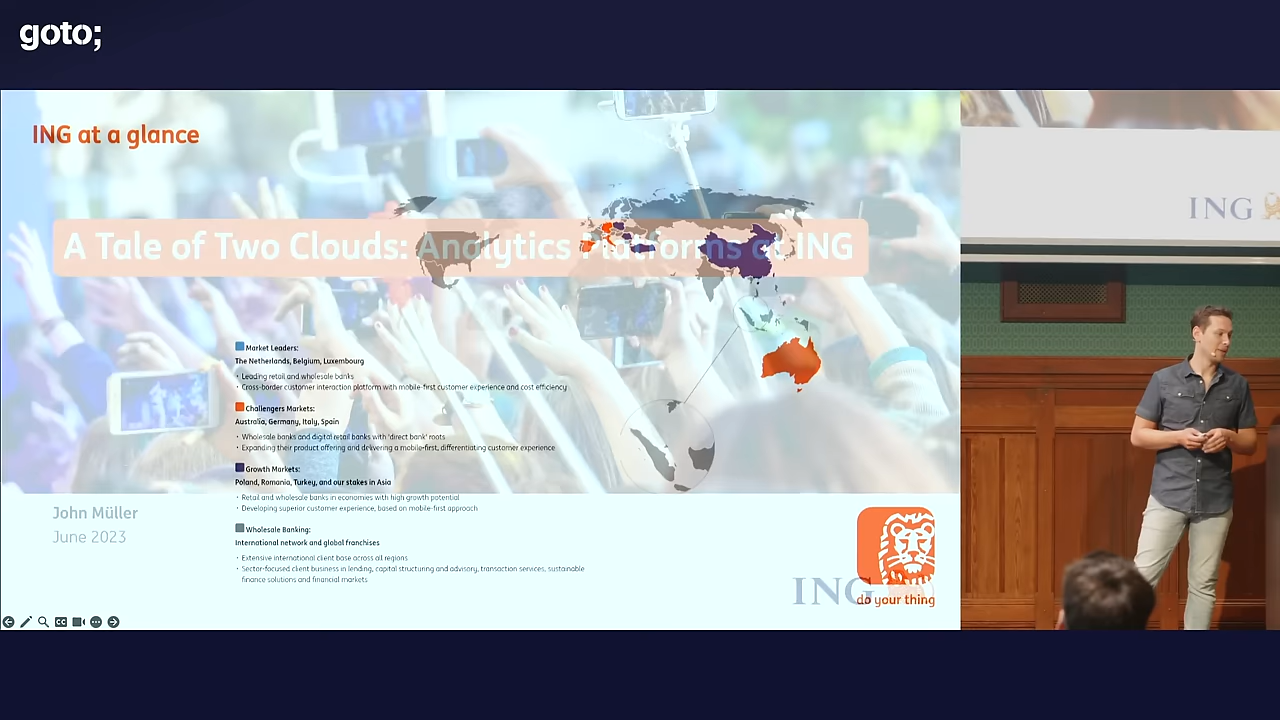 goto;
ING at a glance
A Tale of Two Clouds: Analytics Platforms at ING
Market Leaders:
The Netherlands, Belgium, Luxembourg
• Leading retail and wholesale banks
• Cross-border customer interaction platform with mobile-first customer experience and cost efficiency
Challengers Markets:
Australia, Germany, Italy, Spain
• Wholesale banks and digital retail banks with 'direct bank' roots
• Expanding their product offering and delivering a mobile-first, differentiating customer experience
Growth Markets:
Poland, Romania, Turkey, and our stakes in Asia
• Retail and wholesale banks in economies with high growth potential
• Developing superior customer experience, based on mobile-first approach
Wholesale Banking:
International network and global franchises
• Extensive international client base across all regions
• Sector-focused client business in lending, capital structuring and advisory, transaction services, sustainable
finance solutions and financial markets
John Müller
June 2023
ING
do your thing
CC
ING